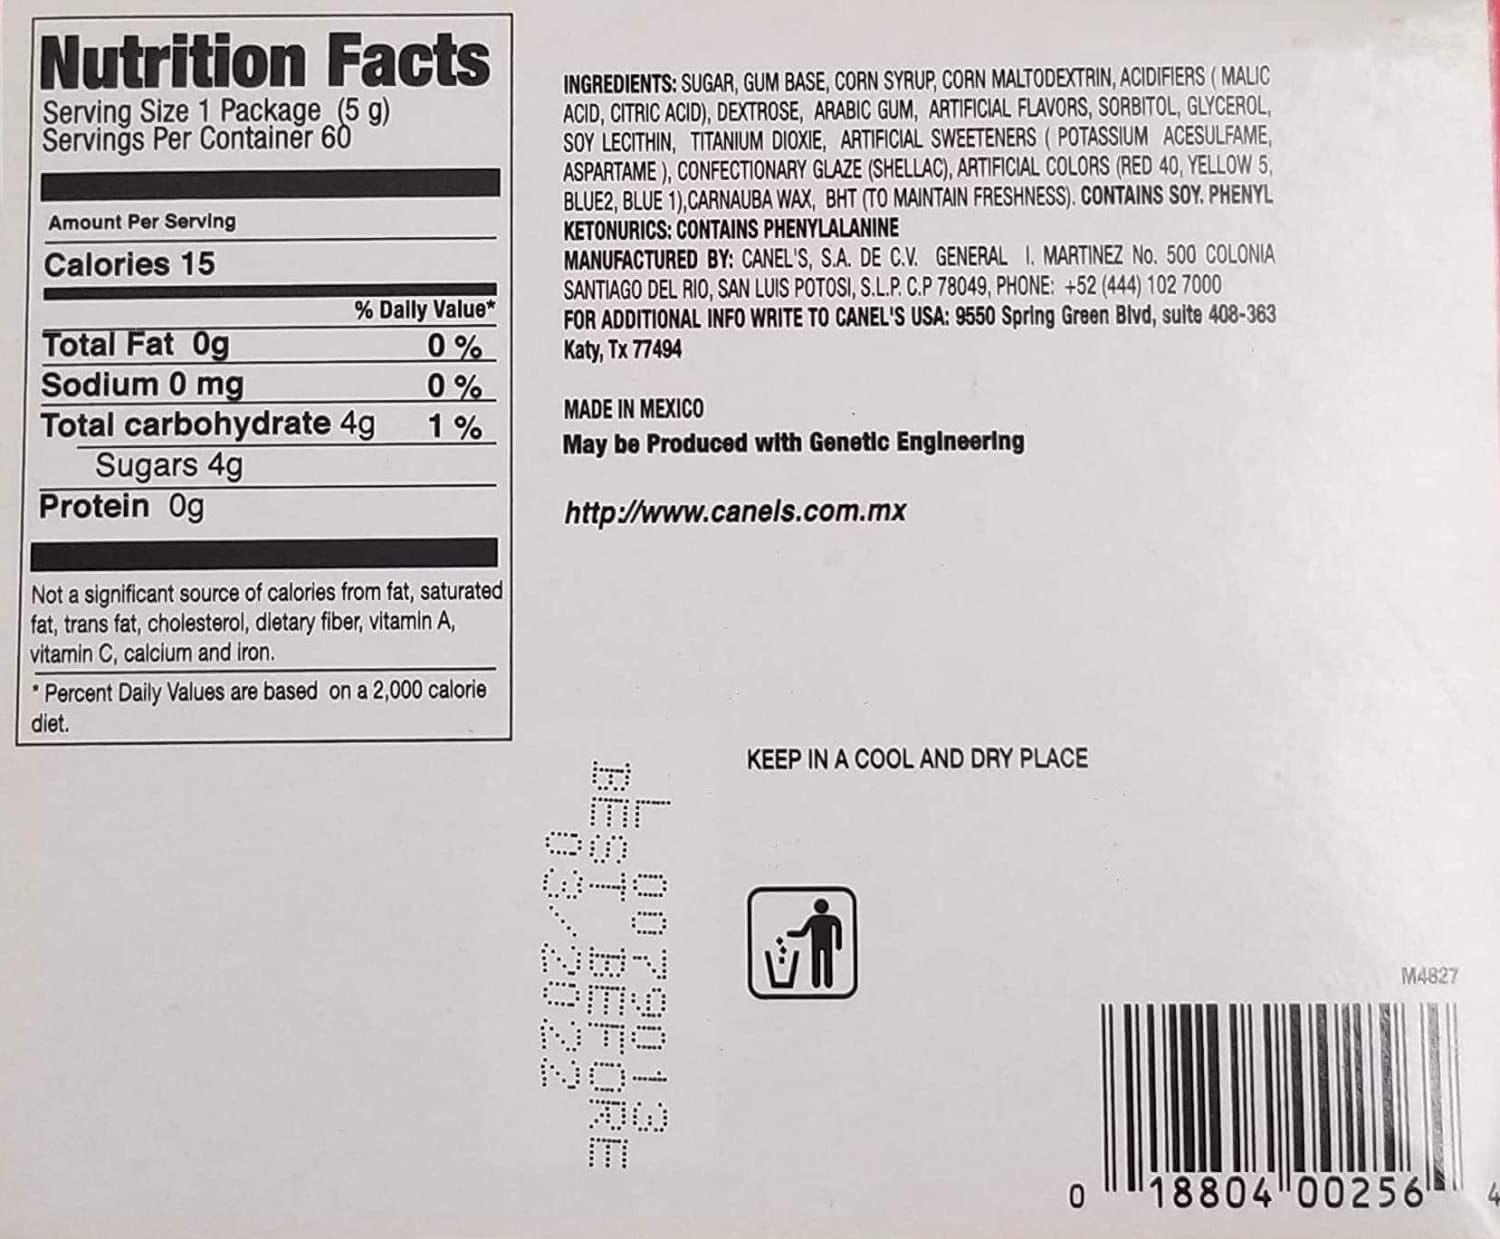 Nutrition Facts
Serving Size 1 Package (5 g)
Servings Per Container 60
Amount Per Serving
Calories 15
% Daily Value*
Total Fat 0g 0 %
Sodium 0 mg 0 %
Total carbohydrate 4g 1 %
Sugars 4g
Protein 0g
Not a significant source of calories from fat, saturated
fat, trans fat, cholesterol, dietary fiber, vitamin A,
vitamin C, calcium and iron.
* Percent Daily Values are based on a 2,000 calorie
diet.
INGREDIENTS: SUGAR, GUM BASE, CORN SYRUP, CORN MALTODEXTRIN, ACIDIFIERS ( MALIC
ACID, CITRIC ACID), DEXTROSE, ARABIC GUM, ARTIFICIAL FLAVORS, SORBITOL, GLYCEROL,
SOY LECITHIN, TITANIUM DIOXIE, ARTIFICIAL SWEETENERS ( POTASSIUM ACESULFAME,
ASPARTAME ), CONFECTIONARY GLAZE (SHELLAC), ARTIFICIAL COLORS (RED 40, YELLOW 5,
BLUE2, BLUE 1),CARNAUBA WAX, BHT (TO MAINTAIN FRESHNESS). CONTAINS SOY. PHENYL
KETONURICS: CONTAINS PHENYLALANINE
MANUFACTURED BY: CANEL'S, S.A. DE C.V. GENERAL I. MARTINEZ No. 500 COLONIA
SANTIAGO DEL RIO, SAN LUIS POTOSI, S.L.P. C.P 78049, PHONE: +52 (444) 102 7000
FOR ADDITIONAL INFO WRITE TO CANEL'S USA: 9550 Spring Green Blvd, suite 408-363
Katy, Tx 77494
MADE IN MEXICO
May be Produced with Genetic Engineering
http://www.canels.com.mx
KEEP IN A COOL AND DRY PLACE
L 0079013
BEST BEFORE
03/2022
M4827
0 18804 00256 4